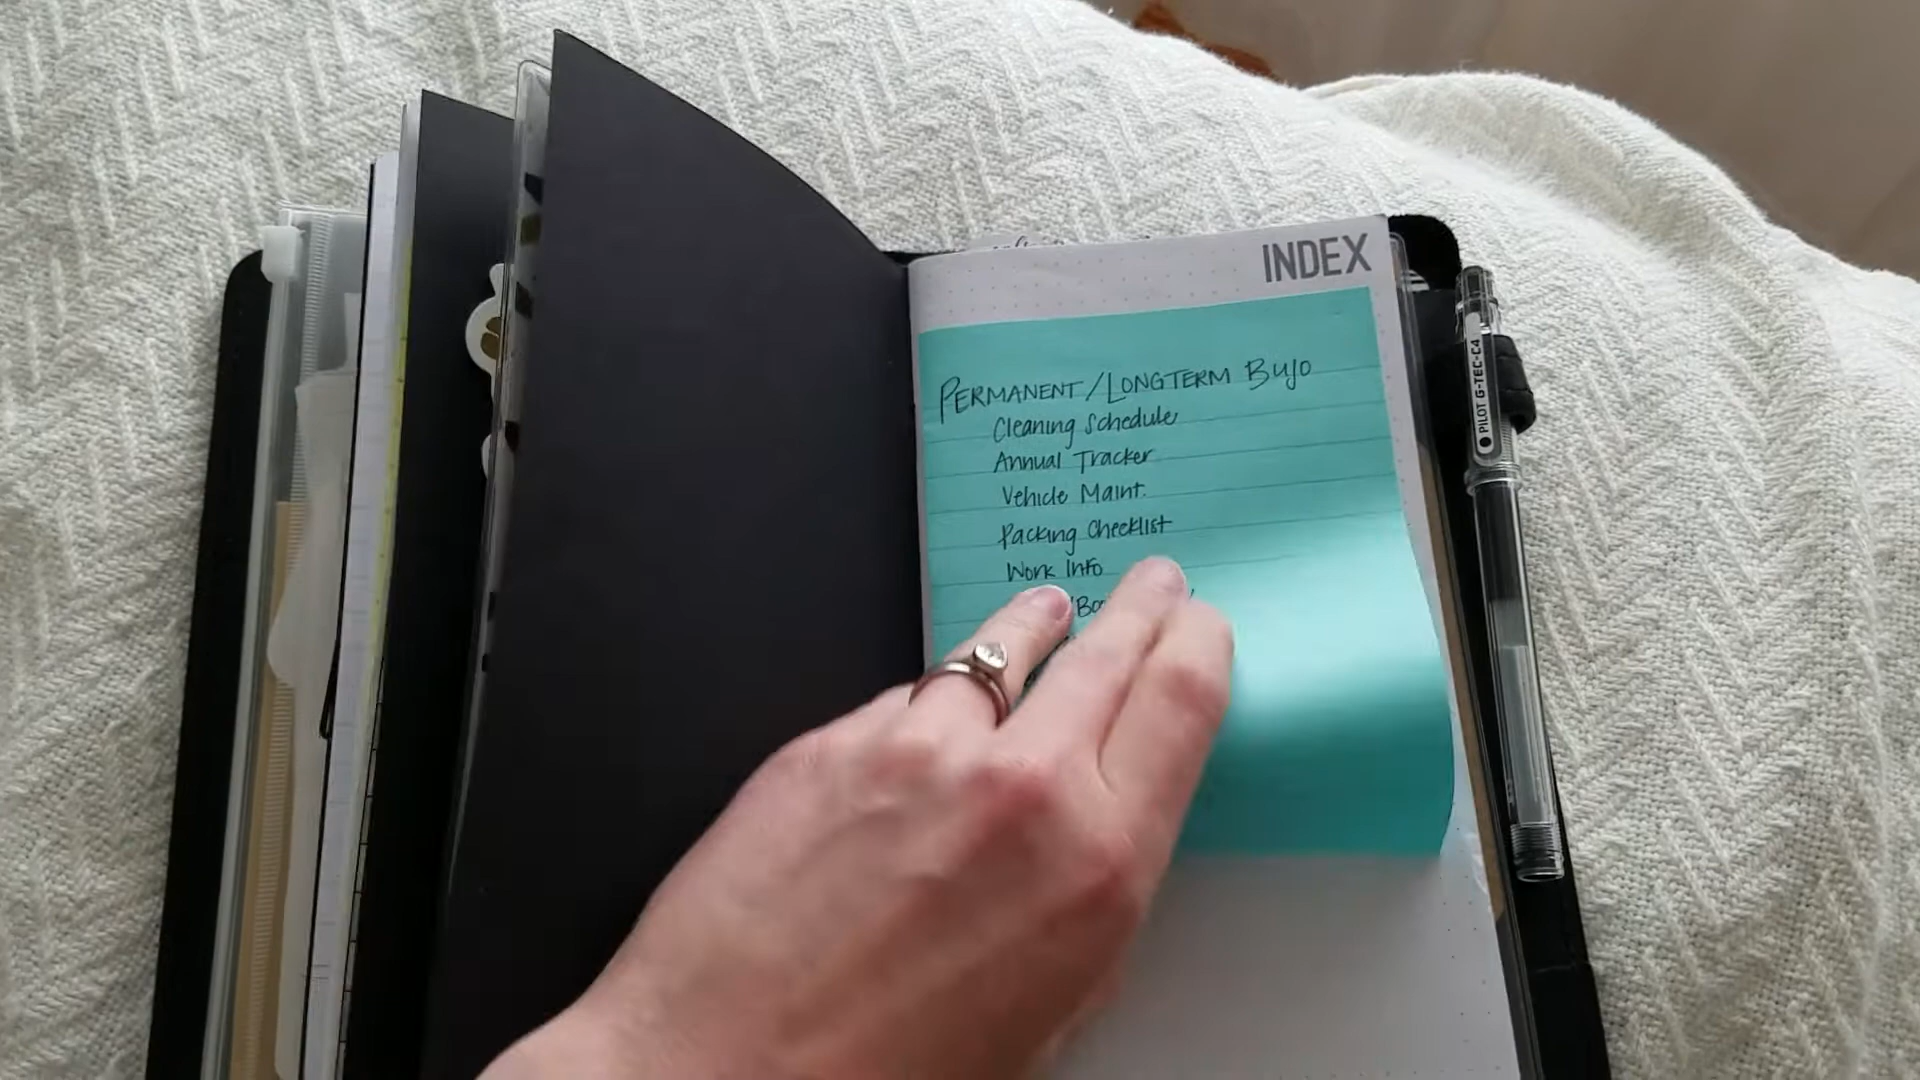 INDEX
PERMANENT/LONGTERM BUJO
Cleaning Schedule
Annual Tracker
Vehicle Maint.
Packing Checklist
Work Info
PILOT G-TEC-C4